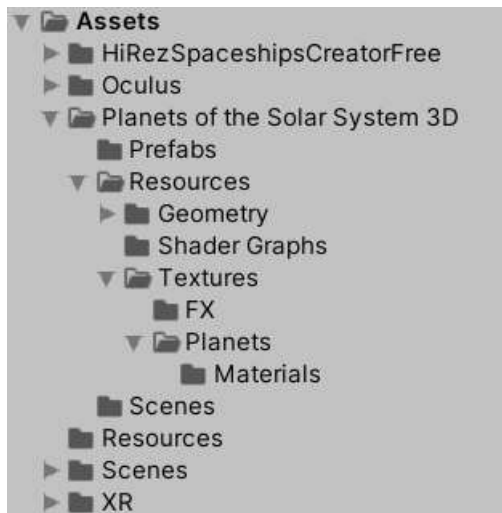 Assets
HiRezSpaceshipsCreatorFree
Oculus
Planets of the Solar System 3D
Prefabs
Resources
Geometry
Shader Graphs
Textures
FX
Planets
Materials
Scenes
Resources
Scenes
XR